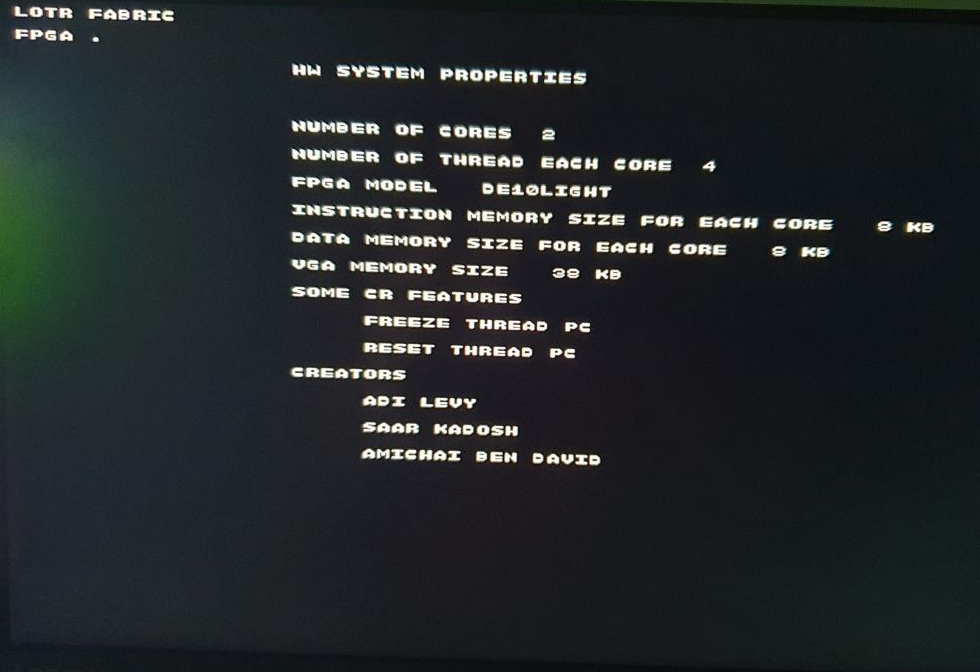 LOTR FABRIC
FPGA .
HW SYSTEM PROPERTIES
NUMBER OF CORES 2
NUMBER OF THREAD EACH CORE 4
FPGA MODEL DE10LIGHT
INSTRUCTION MEMORY SIZE FOR EACH CORE 8 KB
DATA MEMORY SIZE FOR EACH CORE 8 KB
VGA MEMORY SIZE 38 KB
SOME CR FEATURES
FREEZE THREAD PC
RESET THREAD PC
CREATORS
ADI LEVY
SAAR KADOSH
AMICHAI BEN DAVID